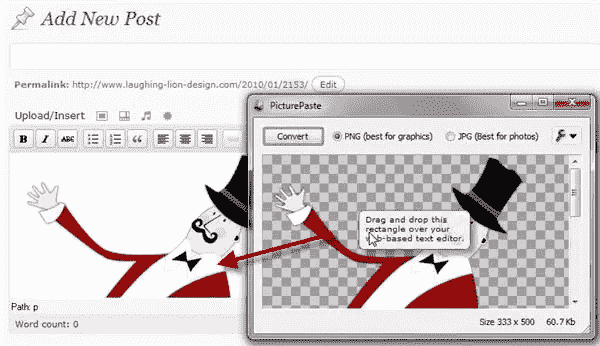 Add New Post
Permalink: http://www.laughing-lion-design.com/2010/01/2153/ Edit
Upload/Insert
B I ABC
PicturePaste
Convert PNG (best for graphics) JPG (Best for photos)
Drag and drop this
rectangle over your
web-based text editor.
Size 333 x 500 60.7 Kb
Path: p
Word count: 0